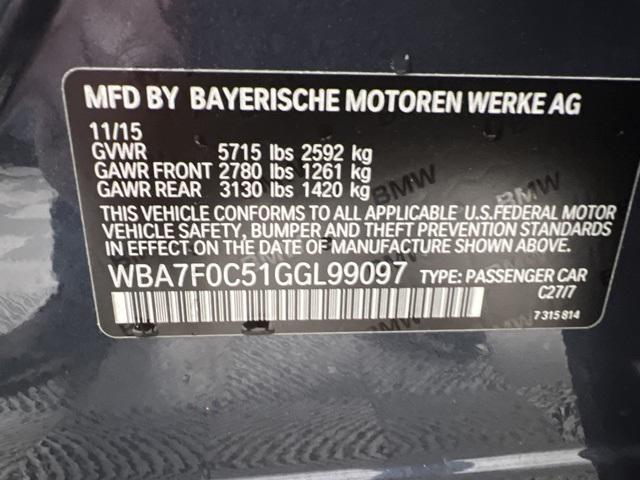 MFD BY BAYERISCHE MOTOREN WERKE AG
11/15
GVWR 5715 lbs 2592 kg
GAWR FRONT 2780 lbs 1261 kg
GAWR REAR 3130 lbs 1420 kg
THIS VEHICLE CONFORMS TO ALL APPLICABLE U.S.FEDERAL MOTOR
VEHICLE SAFETY, BUMPER AND THEFT PREVENTION STANDARDS
IN EFFECT ON THE DATE OF MANUFACTURE SHOWN ABOVE.
WBA7F0C51GGL99097 TYPE: PASSENGER CAR
C27/7
7 315 814